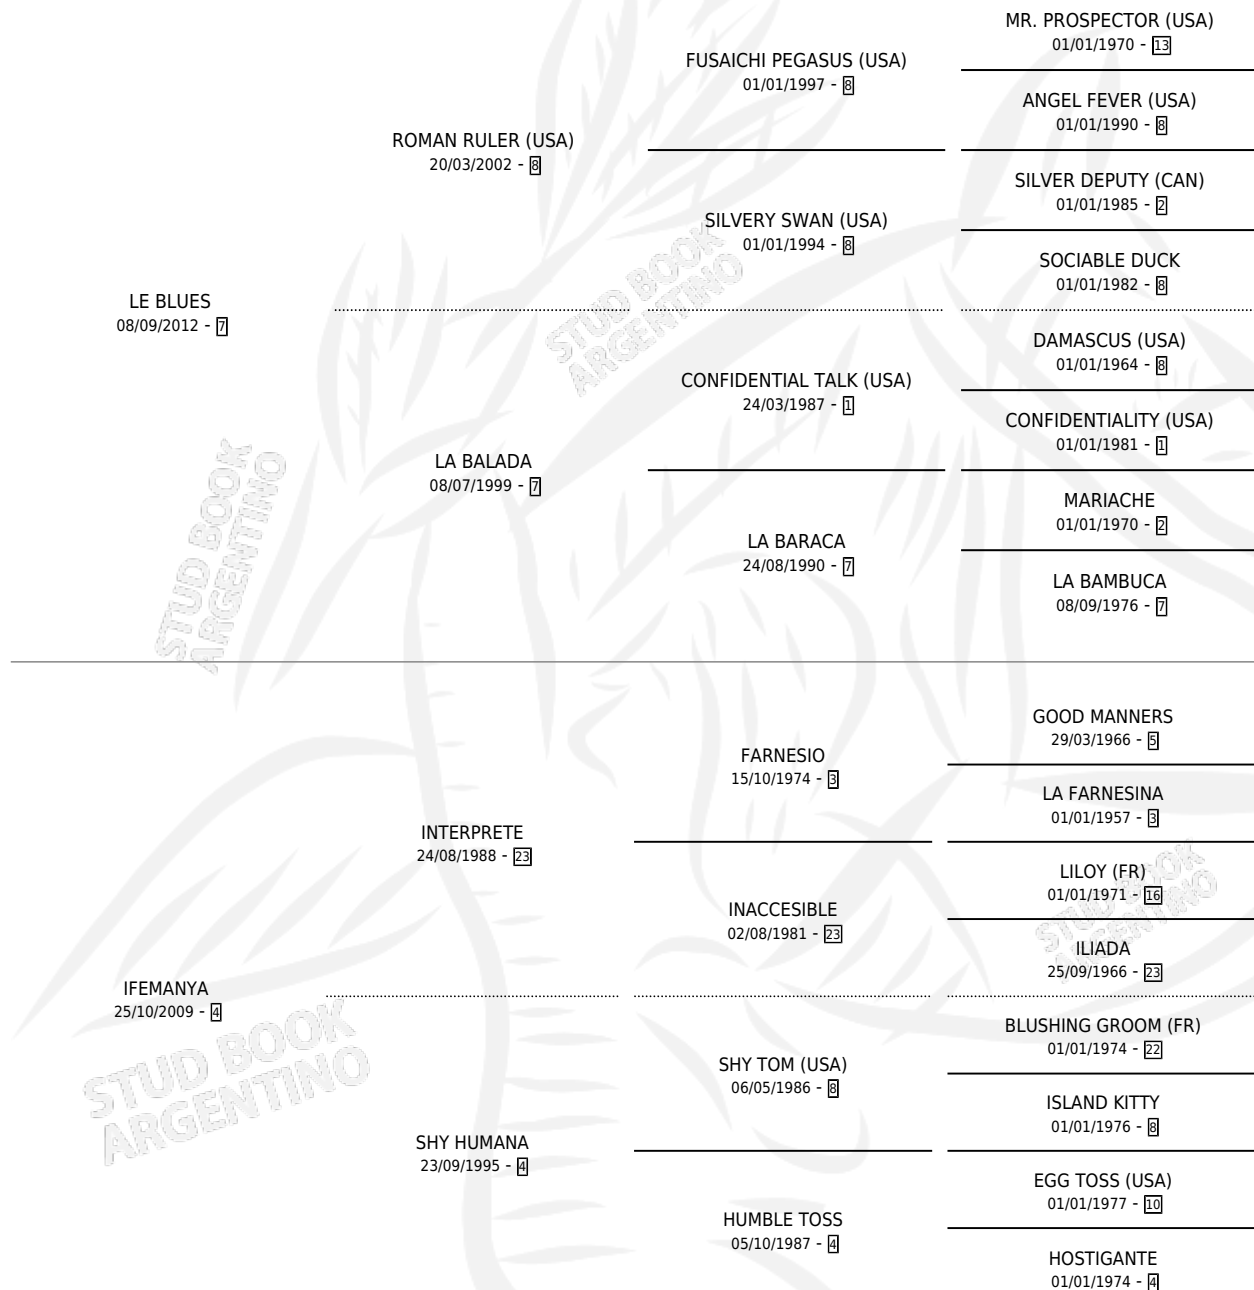 MR. PROSPECTOR (USA)
01/01/1970 - 13
FUSAICHI PEGASUS (USA)
01/01/1997 - 8
ANGEL FEVER (USA)
01/01/1990 - 8
ROMAN RULER (USA)
20/03/2002 - 8
SILVER DEPUTY (CAN)
01/01/1985 - 2
SILVERY SWAN (USA)
01/01/1994 - 8
SOCIABLE DUCK
01/01/1982 - 8
LE BLUES
08/09/2012 - 7
STUD BOOK
ARGENTINO
DAMASCUS (USA)
01/01/1964 - 8
CONFIDENTIAL TALK (USA)
24/03/1987 - 1
CONFIDENTIALITY (USA)
01/01/1981 - 1
LA BALADA
08/07/1999 - 7
MARIACHE
01/01/1970 - 2
LA BARACA
24/08/1990 - 7
LA BAMBUCA
08/09/1976 - 7
STUD BOOK
ARGENTINO
GOOD MANNERS
29/03/1966 - 5
FARNESIO
15/10/1974 - 3
LA FARNESINA
01/01/1957 - 3
INTERPRETE
24/08/1988 - 23
LILOY (FR)
01/01/1971 - 16
INACCESIBLE
02/08/1981 - 23
STUD BOOK
ARGENTINO
ILIADA
25/09/1966 - 23
IFEMANYA
25/10/2009 - 4
BLUSHING GROOM (FR)
01/01/1974 - 22
SHY TOM (USA)
06/05/1986 - 8
STUD BOOK
ARGENTINO
ISLAND KITTY
01/01/1976 - 8
SHY HUMANA
23/09/1995 - 4
EGG TOSS (USA)
01/01/1977 - 10
HUMBLE TOSS
05/10/1987 - 4
HOSTIGANTE
01/01/1974 - 4